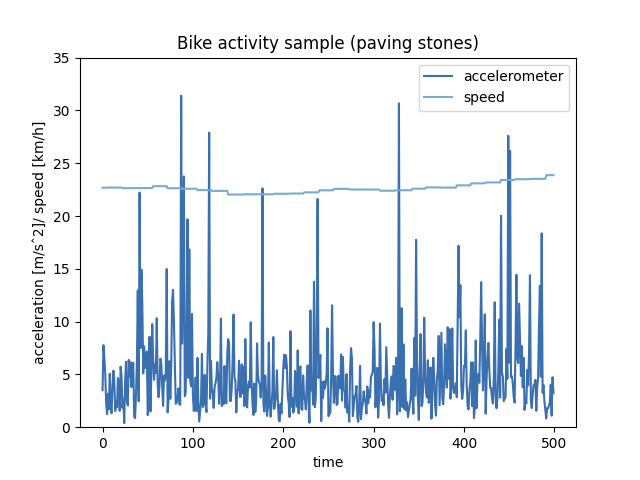 Bike activity sample (paving stones)
accelerometer
speed
acceleration [m/s^2]/ speed [km/h]
35
30
25
20
15
10
5
0
0 100 200 300 400 500
time